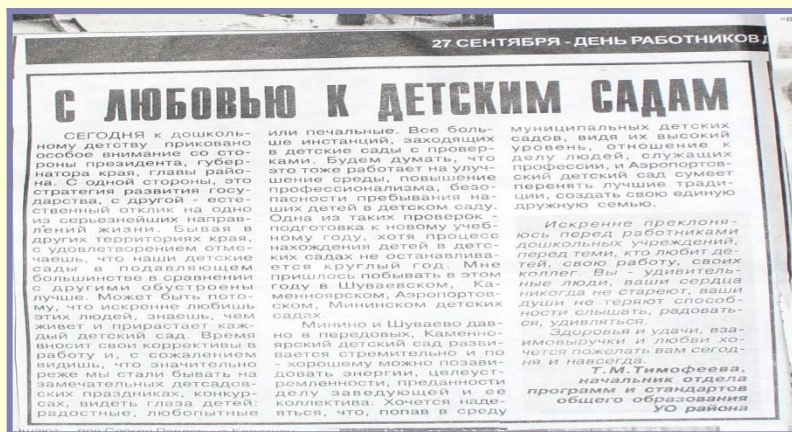 27 СЕНТЯБРЯ - ДЕНЬ РАБОТНИКОВ
С ЛЮБОВЬЮ К ДЕТСКИМ САДАМ
СЕГОДНЯ к дошколь-
ному детству приковано
особое внимание со сто-
роны президента, губер-
натора края, главы райо-
на. С одной стороны, это
стратегия развития госу-
дарства, с другой - есте-
ственный отклик на одно
из серьезнейших направ-
лений жизни. Бывая в
других территориях края,
с удовлетворением отме-
чаешь, что наши детские
сады в подавляющем
большинстве в сравнении
с другими обустроены
лучше. Может быть пото-
му, что искренне любишь
этих людей, знаешь, чем
живет и прирастает каж-
дый детский сад. Время
вносит свои коррективы в
работу и, с сожалением
видишь, что значительно
реже мы стали бывать на
замечательных детсадов-
ских праздниках, конкур-
сах, видеть глаза детей:
радостные, любопытные
или печальные. Все боль-
ше инстанций, заходящих
в детские сады с провер-
ками. Будем думать, что
это тоже работает на улуч-
шение среды, повышение
профессионализма, безо-
пасности пребывания на-
ших детей в детском саду.
Одна из таких проверок -
подготовка к новому учеб-
ному году, хотя процесс
нахождения детей в детс-
ких садах не останавлива-
ется круглый год. Мне
пришлось побывать в этом
году в Шуваевском, Ка-
менноярском, Аэропортов-
ском, Мининском детских
садах.
Минино и Шуваево дав-
но в передовых, Каменно-
ярский детский сад разви-
вается стремительно и по
- хорошему можно позави-
довать энергии, целеуст-
ремленности, преданности
делу заведующей и ее
коллектива. Хочется наде-
яться, что, попав в среду
муниципальных детских
садов, видя их высокий
уровень, отношение к
делу людей, служащих
профессии, и Аэропортов-
ский детский сад сумеет
перенять лучшие тради-
ции, создать свою единую
дружную семью.
Искренне преклоня-
юсь перед работниками
дошкольных учреждений,
перед теми, кто любит де-
тей, свою работу, своих
коллег. Вы - удивитель-
ные люди, ваши сердца
никогда не стареют, ваши
души не теряют способ-
ности слышать, радовать-
ся, удивляться.
Здоровья и удачи, вза-
имовыручки и любви хо-
чется пожелать вам сегод-
ня и навсегда.
Т.М.Тимофеева,
начальник отдела
программ и стандартов
общего образования
УО района